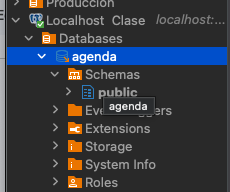 Produccion
Localhost Clase localhost:...
Databases
agenda
Schemas
public
agenda
Extensions
Storage
System Info
Roles